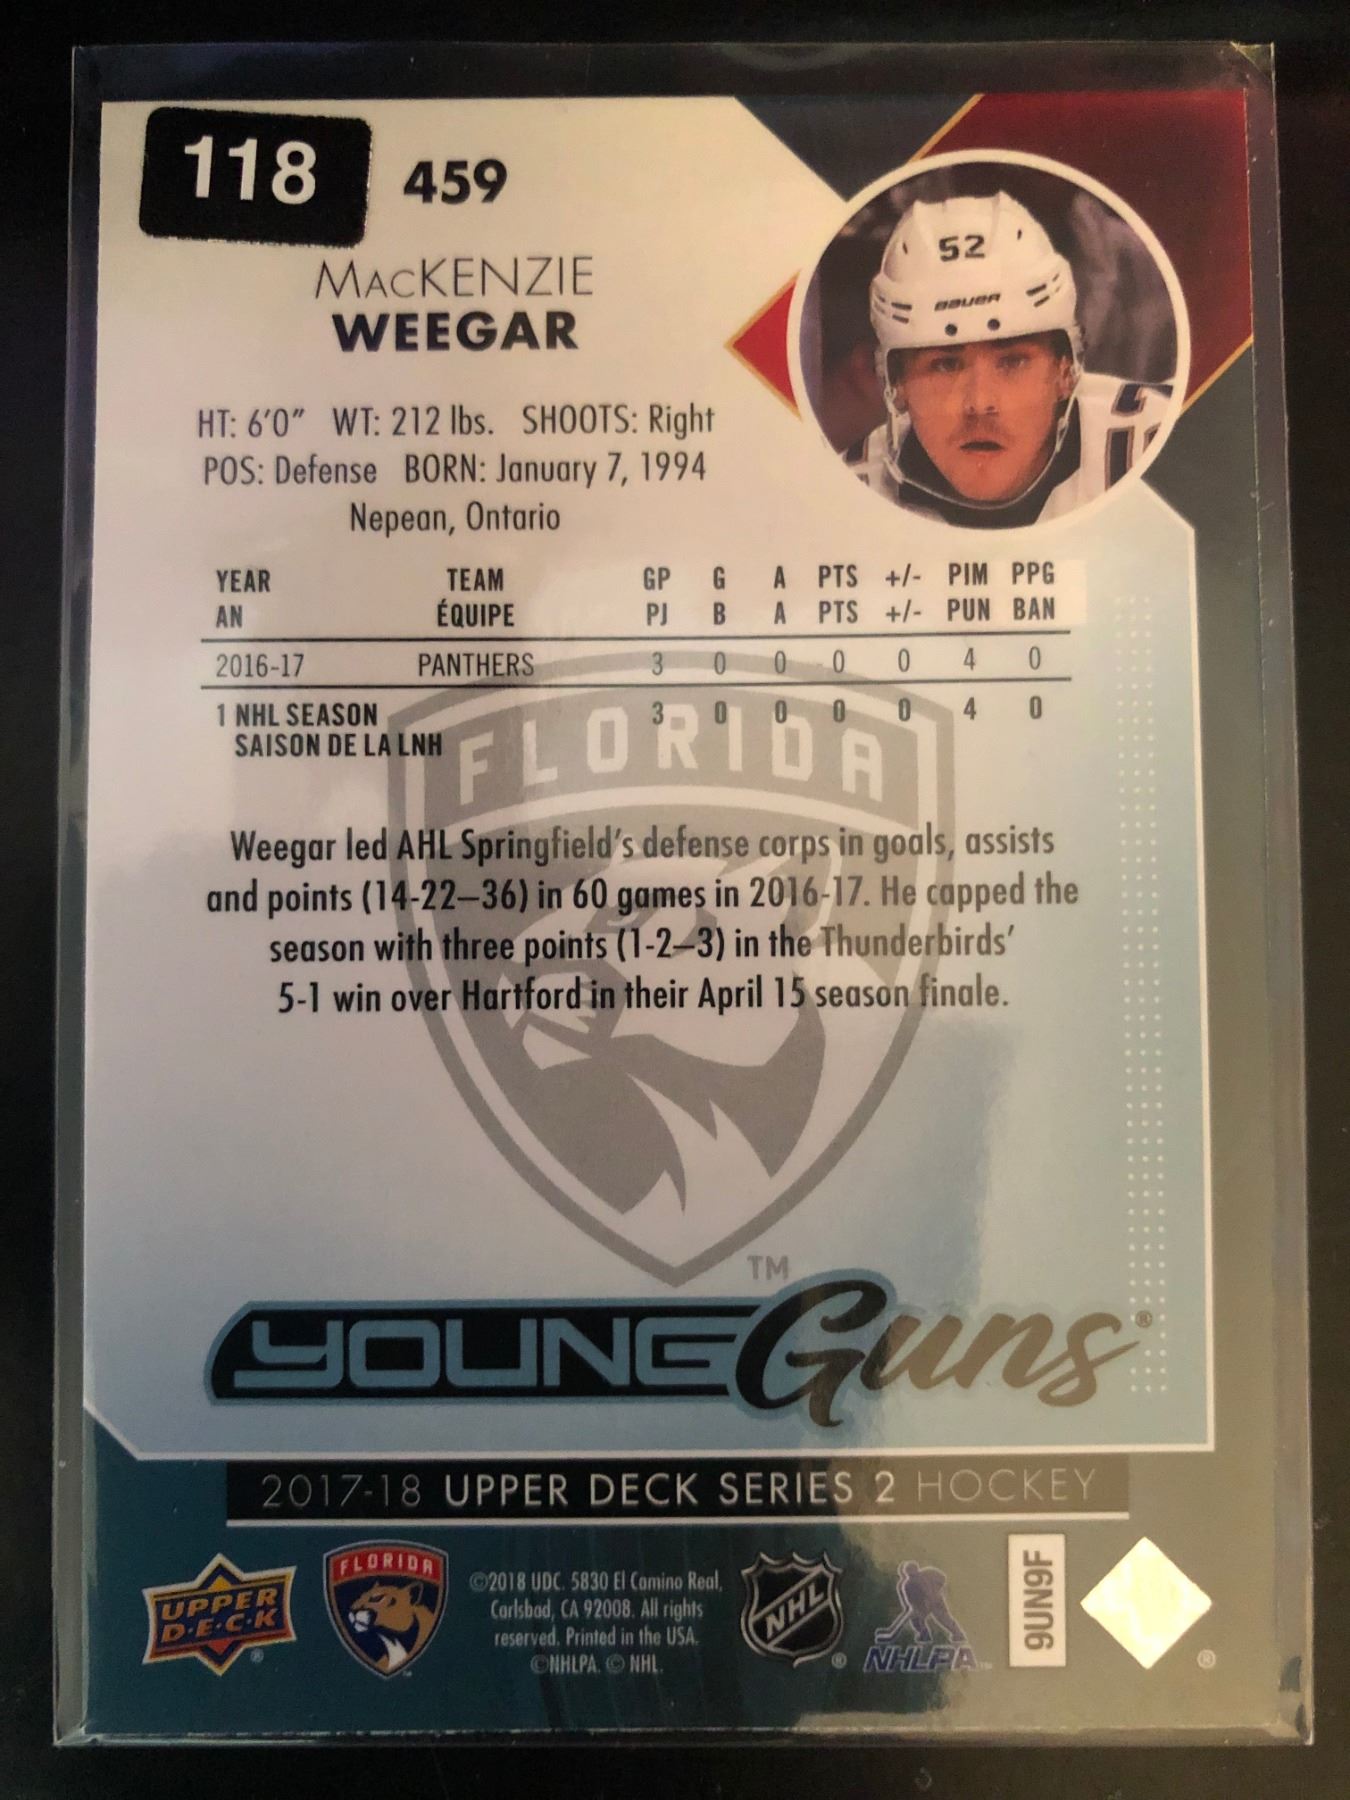 118
459
52
BAUER
MacKENZIE
WEEGAR
HT: 6'0" WT: 212 lbs. SHOOTS: Right
POS: Defense BORN: January 7, 1994
Nepean, Ontario
YEAR TEAM GP G A PTS +/- PIM PPG
AN ÉQUIPE PJ B A PTS +/- PUN BAN
2016-17 PANTHERS 3 0 0 0 0 4 0
1 NHL SEASON 3 0 0 0 0 4 0
SAISON DE LA LNH
FLORIDA
Weegar led AHL Springfield's defense corps in goals, assists
and points (14-22–36) in 60 games in 2016-17. He capped the
season with three points (1-2–3) in the Thunderbirds'
5-1 win over Hartford in their April 15 season finale.
TM
YOUNG Guns®
2017-18 UPPER DECK SERIES 2 HOCKEY
UPPER
D•E•C•K
®
FLORIDA
©2018 UDC. 5830 El Camino Real,
Carlsbad, CA 92008. All rights
reserved. Printed in the USA.
©NHLPA. © NHL.
NHL
®
NHLPA™
9UN9F
®